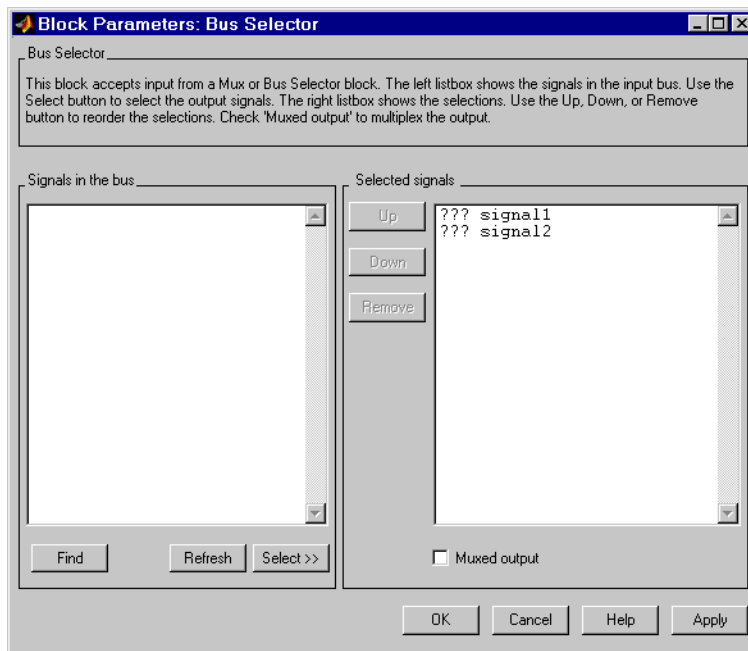 Block Parameters: Bus Selector
Bus Selector
This block accepts input from a Mux or Bus Selector block. The left listbox shows the signals in the input bus. Use the
Select button to select the output signals. The right listbox shows the selections. Use the Up, Down, or Remove
button to reorder the selections. Check 'Muxed output' to multiplex the output.
Signals in the bus
Selected signals
Up
Down
Remove
??? signal1
??? signal2
Find
Refresh
Select >>
Muxed output
OK
Cancel
Help
Apply